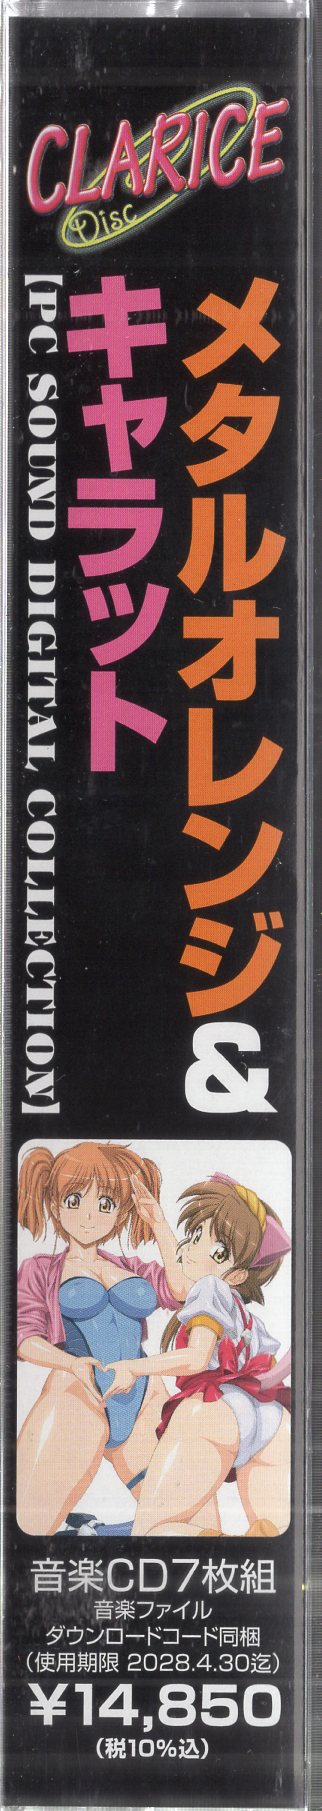 CLARICE
Disc
メタルオレンジ&
キャラット
【PC SOUND DIGITAL COLLECTION】
音楽CD7枚組
音楽ファイル
ダウンロードコード同梱
(使用期限 2028.4.30迄)
¥14,850
(税10%込)